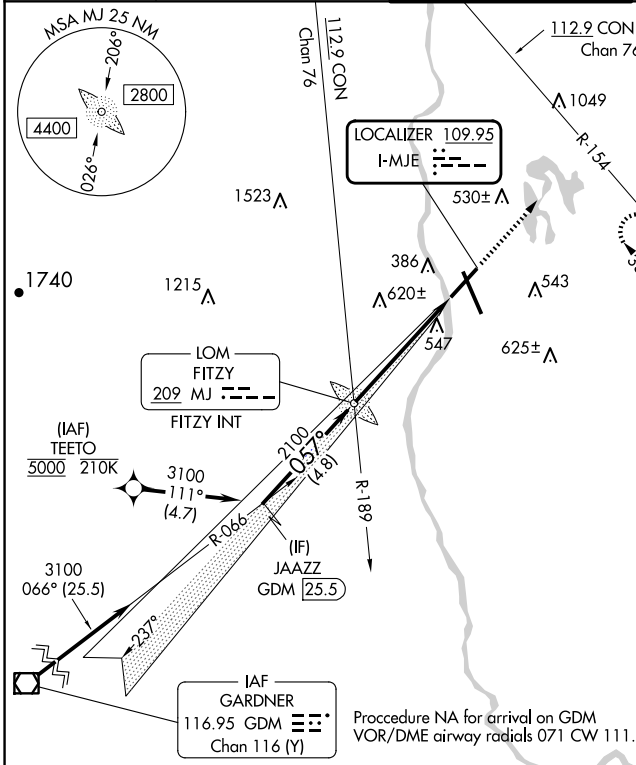 MSA MJ 25 NM
206°
2800
4400
026°
112.9 CON
Chan 76
112.9 CON
Chan 76
1049
R-154
LOCALIZER 109.95
I-MJE
530±
1523
386
1740
1215
620±
543
547
625±
LOM
FITZY
209 MJ
FITZY INT
(IAF)
TEETO
5000 210K
2100
057°
(4.8)
3100
111°
(4.7)
R-066
R-189
(IF)
JAAZZ
GDM 25.5
3100
066° (25.5)
237°
IAF
GARDNER
116.95 GDM
Chan 116 (Y)
Proccedure NA for arrival on GDM
VOR/DME airway radials 071 CW 111.